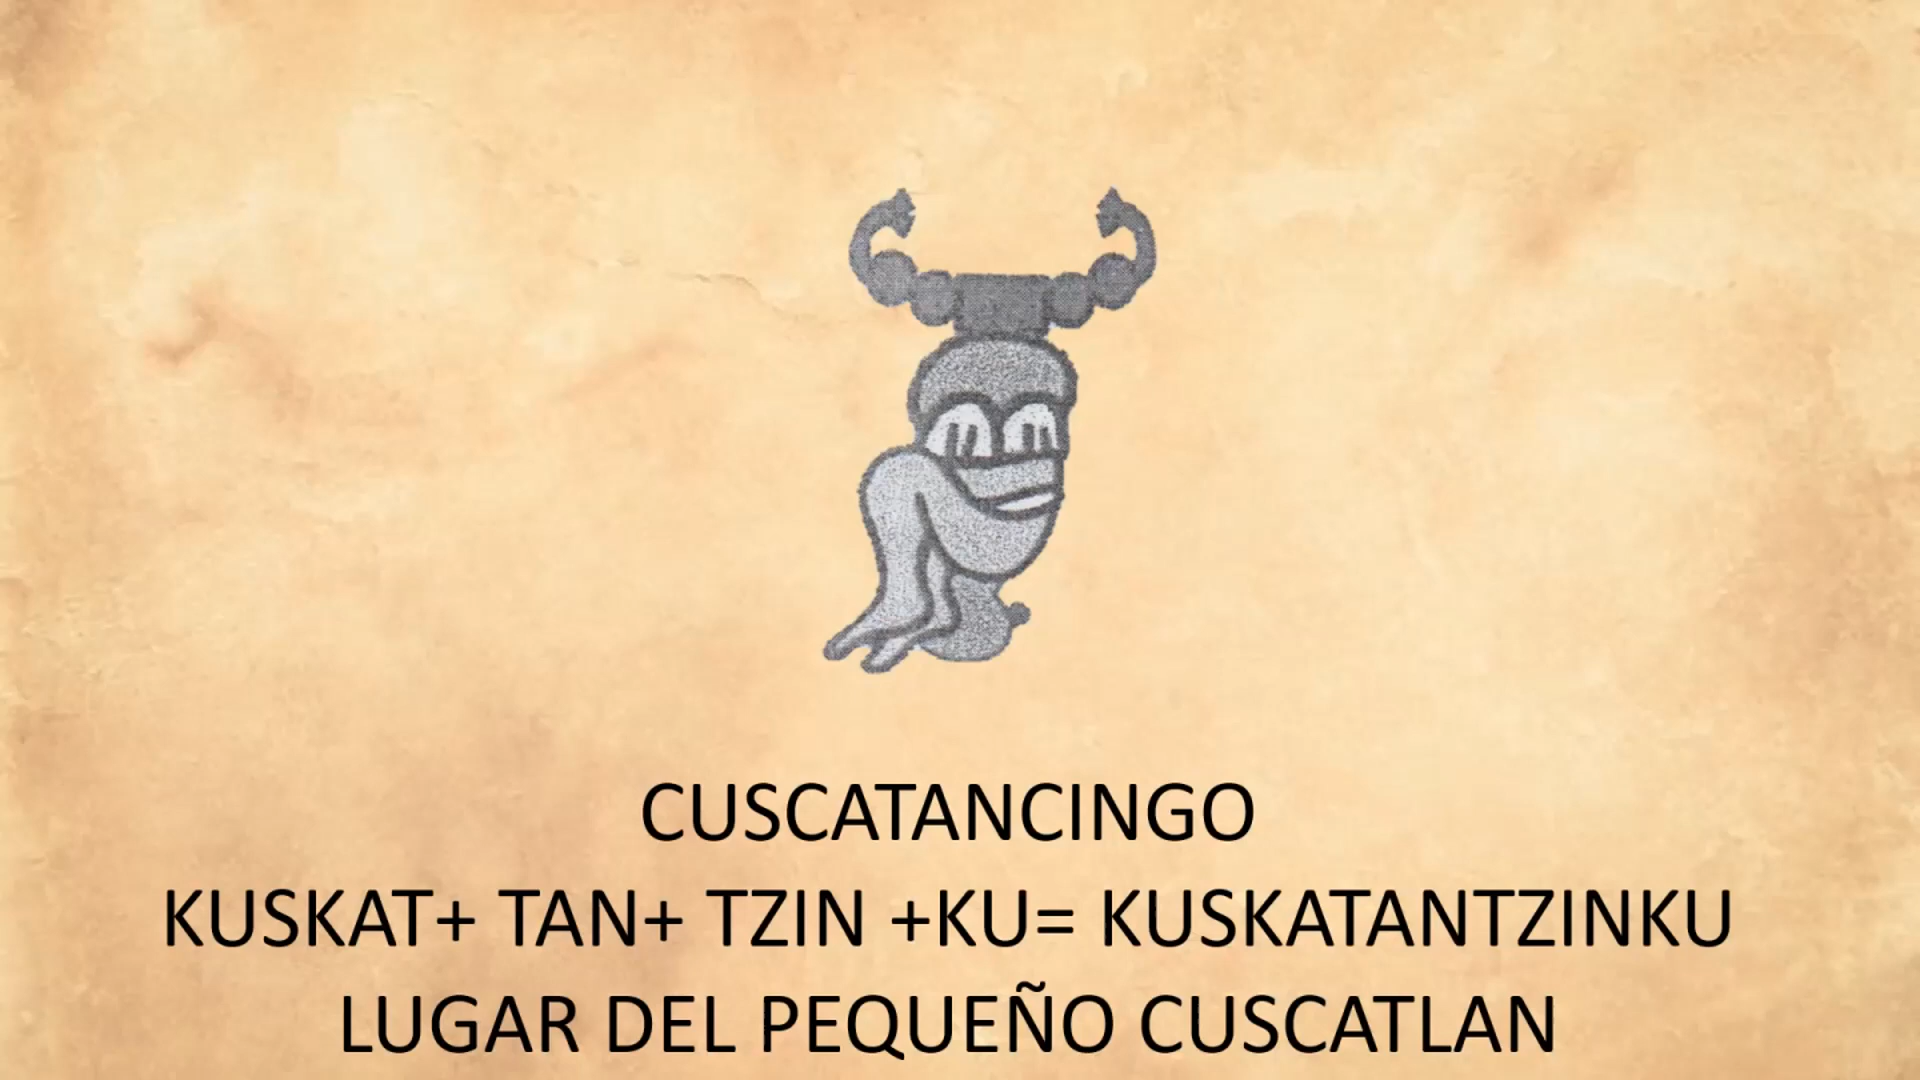 CUSCATANCINGO
KUSKAT+ TAN+ TZIN +KU= KUSKATANTZINKU
LUGAR DEL PEQUEÑO CUSCATLAN